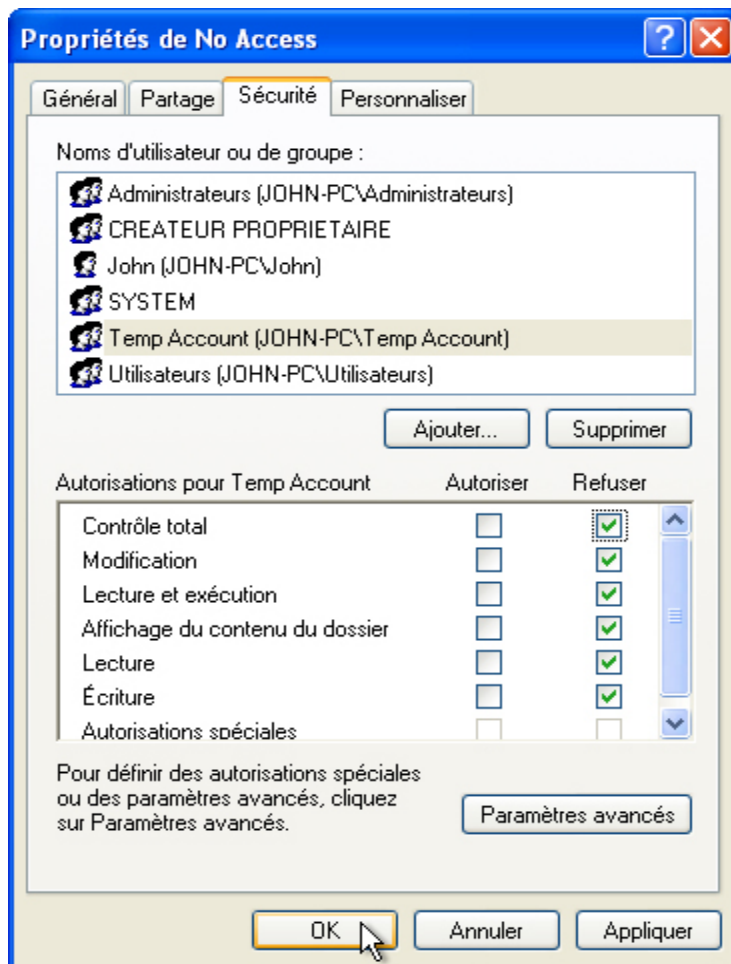 Propriétés de No Access
Général Partage Sécurité Personnaliser
Noms d'utilisateur ou de groupe :
Administrateurs (JOHN-PC\Administrateurs)
CREATEUR PROPRIETAIRE
John (JOHN-PC\John)
SYSTEM
Temp Account (JOHN-PC\Temp Account)
Utilisateurs (JOHN-PC\Utilisateurs)
Ajouter... Supprimer
Autorisations pour Temp Account Autoriser Refuser
Contrôle total
Modification
Lecture et exécution
Affichage du contenu du dossier
Lecture
Écriture
Autorisations spéciales
Pour définir des autorisations spéciales
ou des paramètres avancés, cliquez
sur Paramètres avancés.
Paramètres avancés
OK Annuler Appliquer